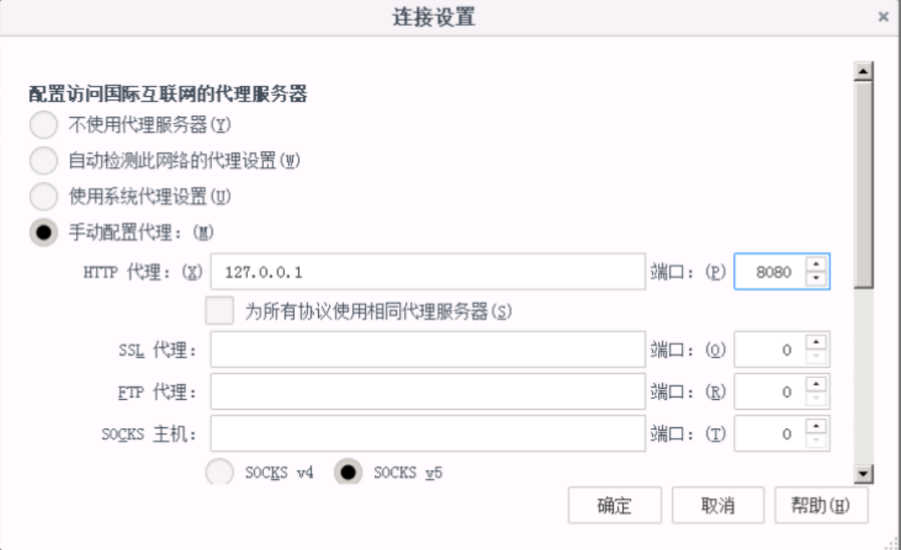 连接设置
配置访问国际互联网的代理服务器
不使用代理服务器(Y)
自动检测此网络的代理设置(W)
使用系统代理设置(U)
手动配置代理：(M)
HTTP 代理：(X) 127.0.0.1 端口：(P) 8080
为所有协议使用相同代理服务器(S)
SSL 代理： 端口：(O) 0
FTP 代理： 端口：(R) 0
SOCKS 主机： 端口：(T) 0
SOCKS v4 SOCKS v5
确定 取消 帮助(H)